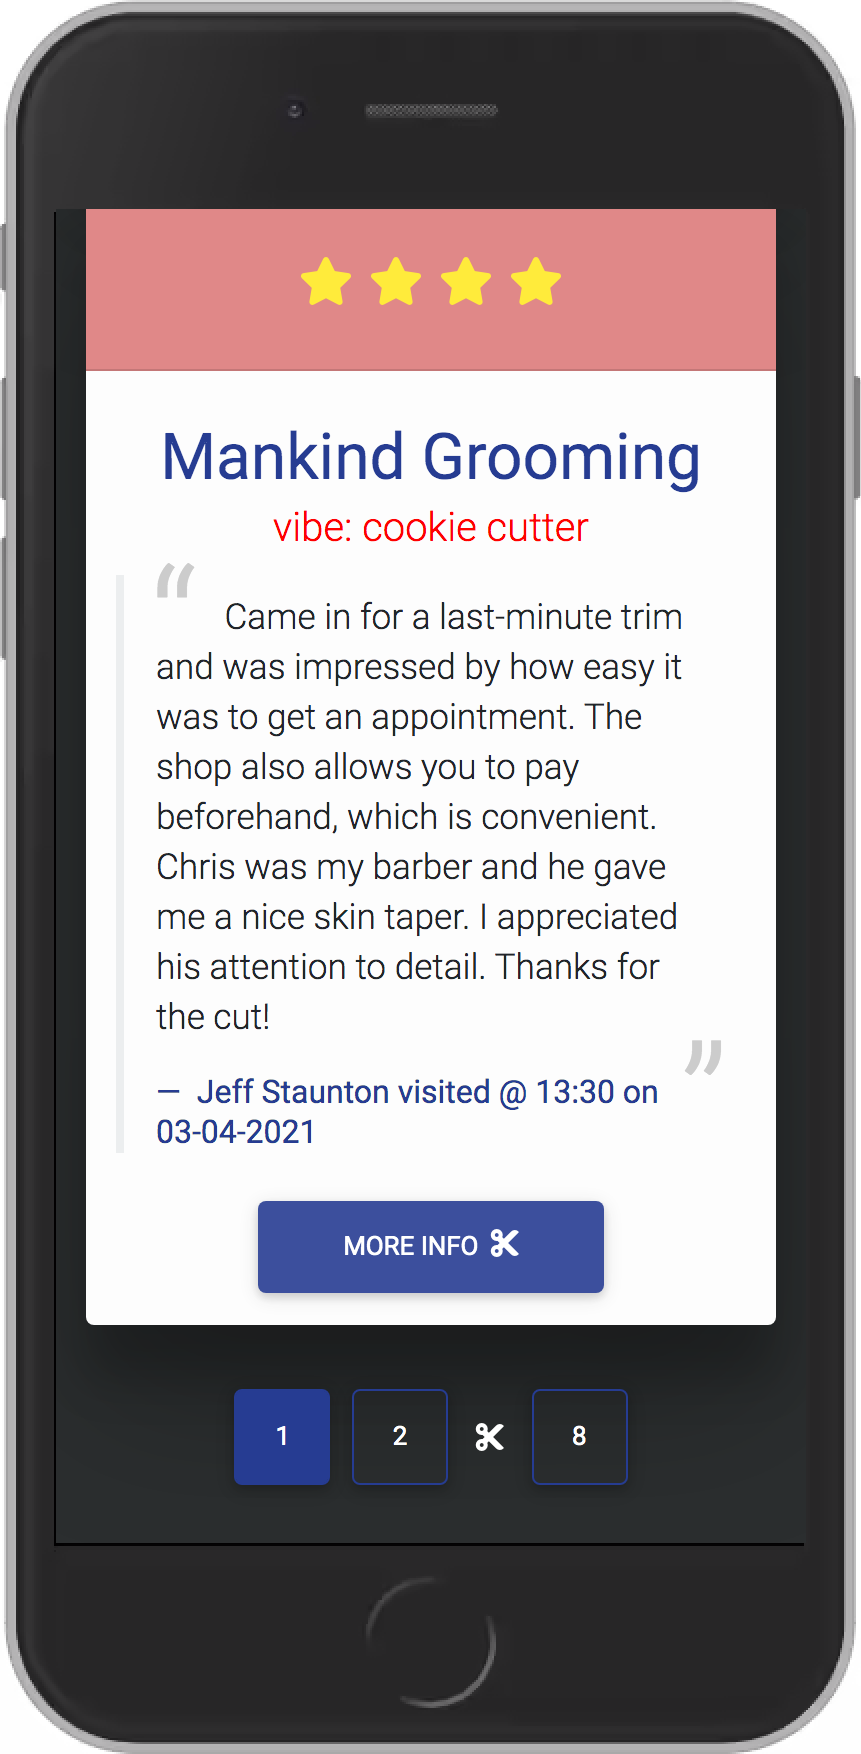 Mankind Grooming
vibe: cookie cutter
“ Came in for a last-minute trim
and was impressed by how easy it
was to get an appointment. The
shop also allows you to pay
beforehand, which is convenient.
Chris was my barber and he gave
me a nice skin taper. I appreciated
his attention to detail. Thanks for
the cut!
”
— Jeff Staunton visited @ 13:30 on
03-04-2021
MORE INFO
1 2 8